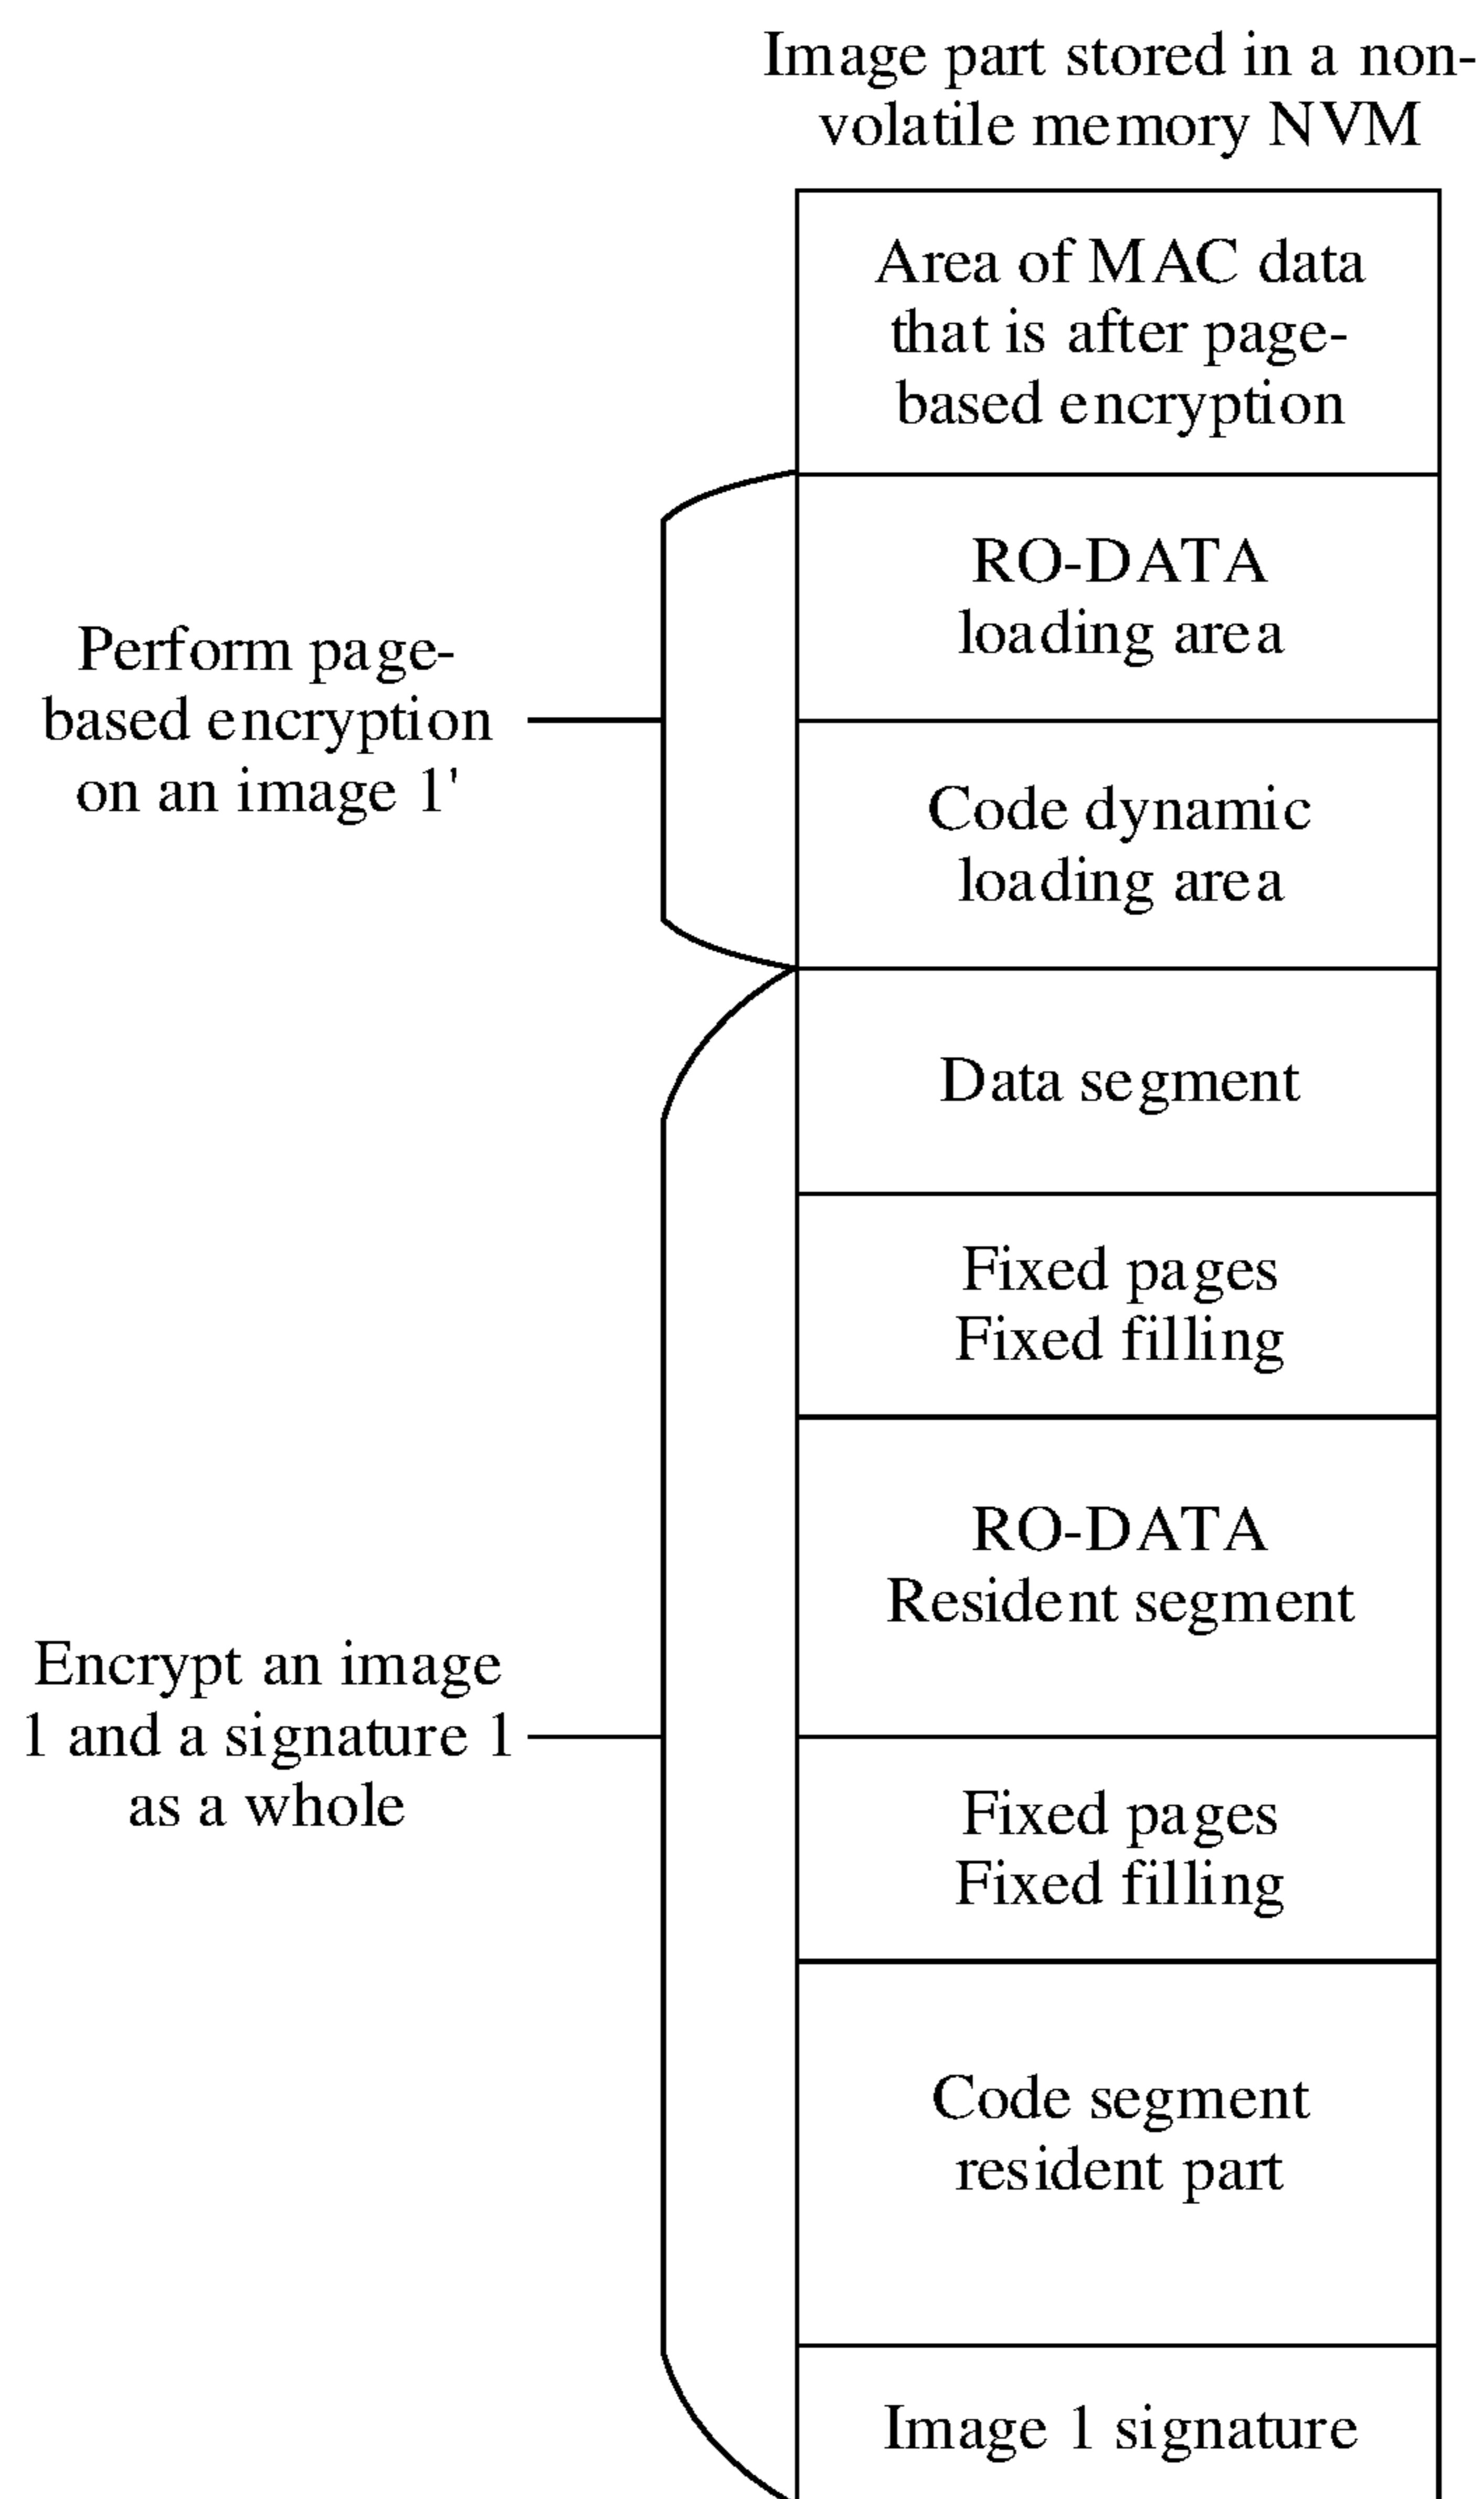 Image part stored in a non-
volatile memory NVM
Area of MAC data
that is after page-
based encryption
RO-DATA
loading area
Perform page-
based encryption
on an image 1'
Code dynamic
loading area
Data segment
Fixed pages
Fixed filling
RO-DATA
Resident segment
Encrypt an image
1 and a signature 1
as a whole
Fixed pages
Fixed filling
Code segment
resident part
Image 1 signature